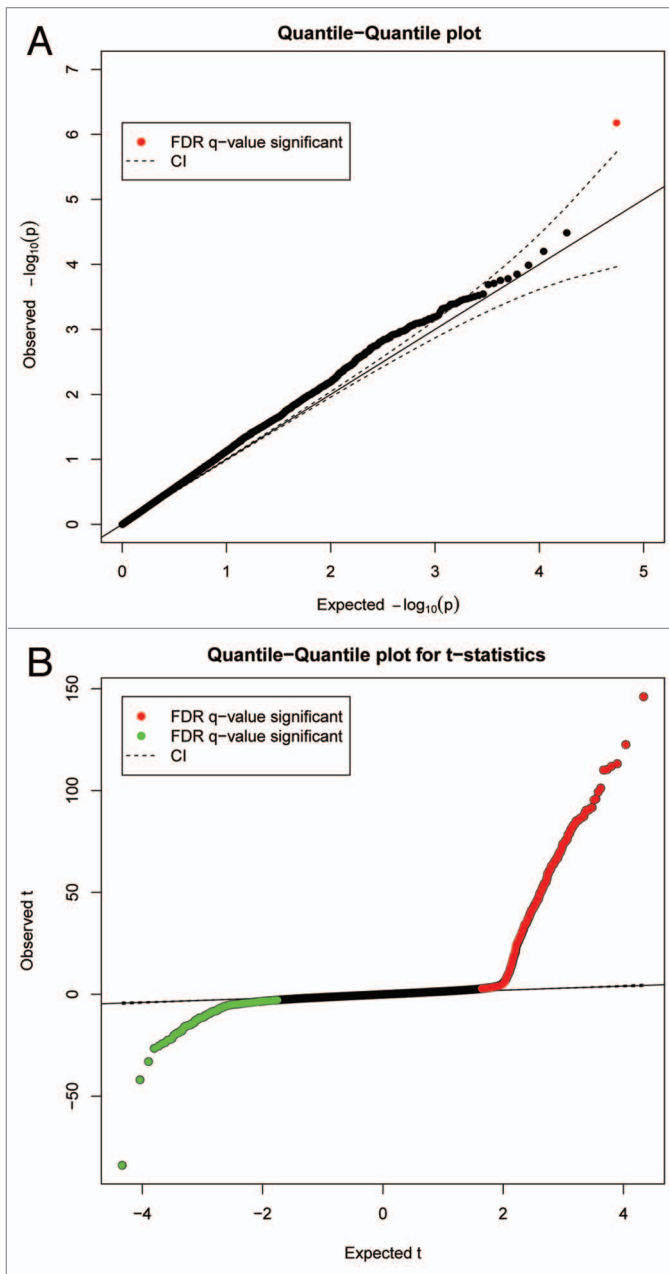 A
Quantile−Quantile plot
7
6
5
4
3
2
1
0
FDR q−value significant
CI
Observed −log10(p)
0 1 2 3 4 5
Expected −log10(p)
B
Quantile−Quantile plot for t−statistics
150
100
50
0
−50
FDR q−value significant
FDR q−value significant
CI
Observed t
−4 −2 0 2 4
Expected t